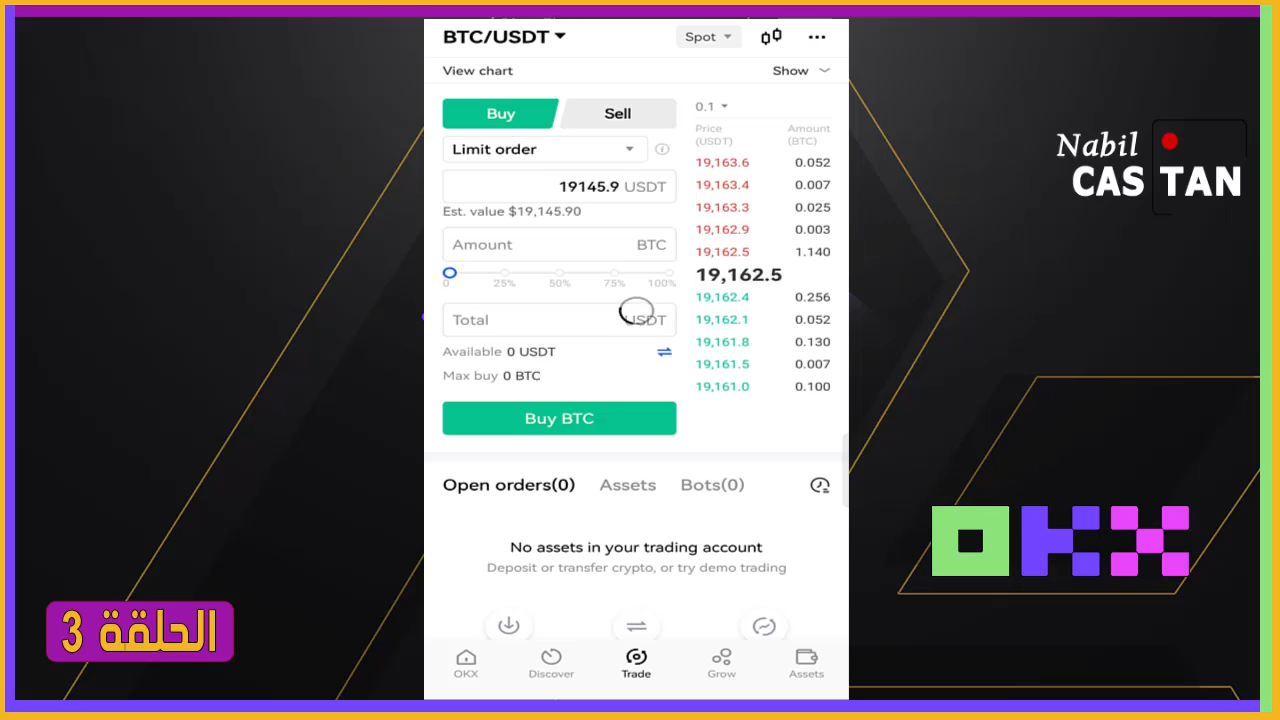 BTC/USDT
Spot
View chart
Show
Buy
Sell
Limit order
19145.9 USDT
Est. value $19,145.90
Amount
BTC
0
25%
50%
75%
100%
Total
USDT
Available 0 USDT
Max buy 0 BTC
Buy BTC
0.1
Price
(USDT)
Amount
(BTC)
19,163.6 0.052
19,163.4 0.007
19,163.3 0.025
19,162.9 0.003
19,162.5 1.140
19,162.5
19,162.4 0.256
19,162.1 0.052
19,161.8 0.130
19,161.5 0.007
19,161.0 0.100
Open orders(0)
Assets
Bots(0)
No assets in your trading account
Deposit or transfer crypto, or try demo trading
OKX
Discover
Trade
Grow
Assets
Nabil
CAS TAN
OKX
الحلقة 3